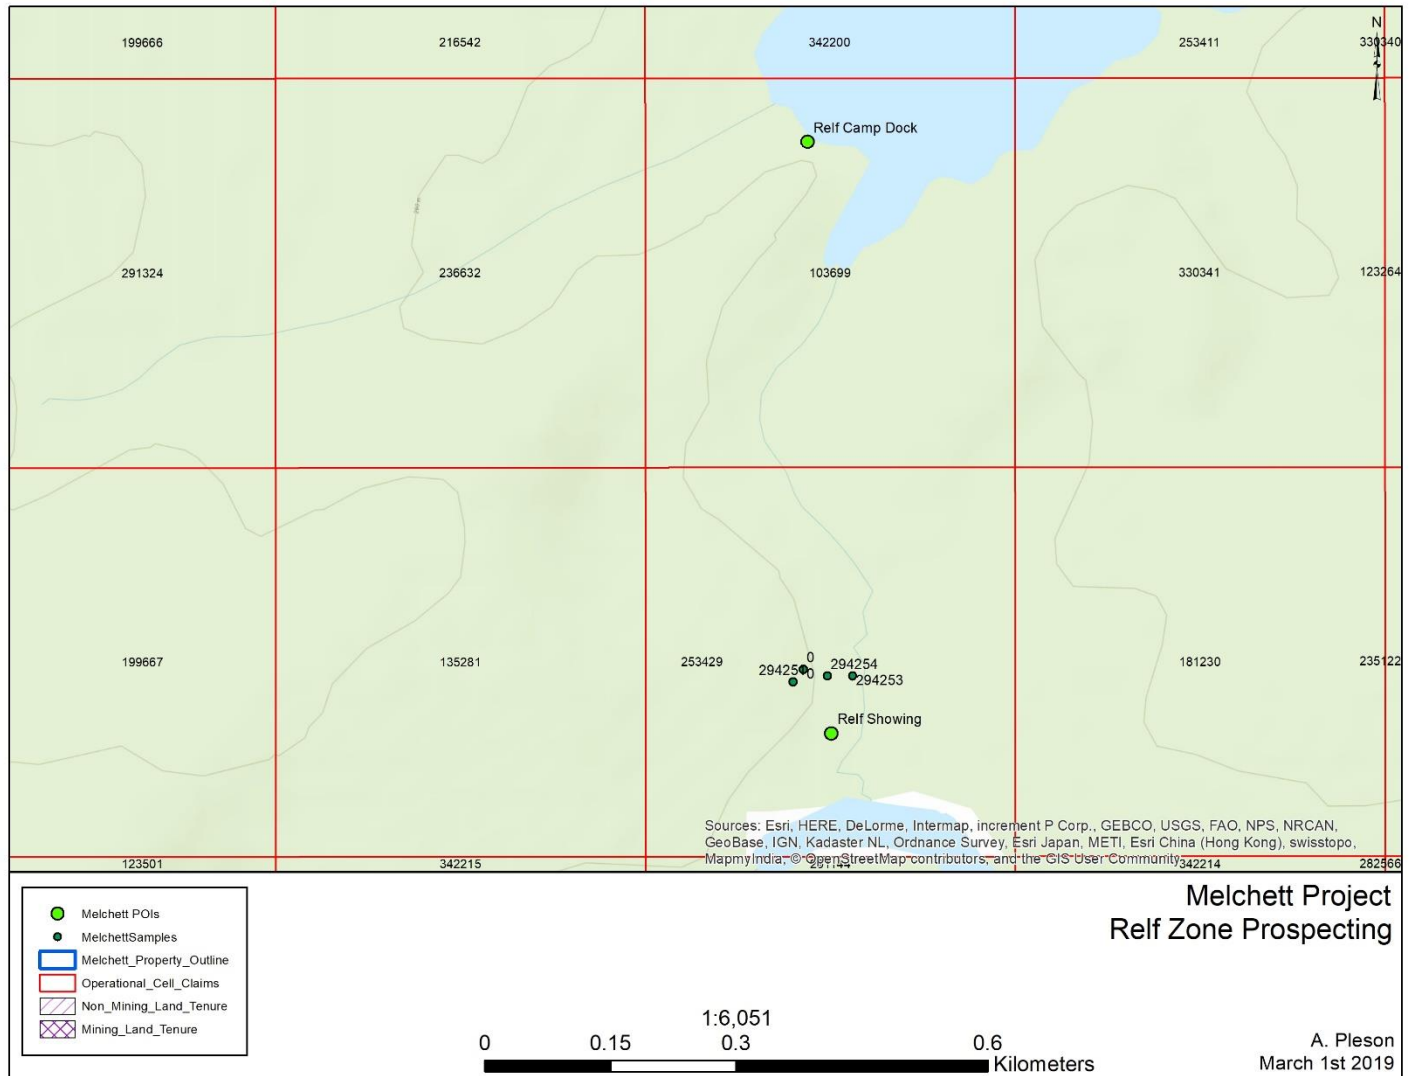 199666
216542
342200
253411
330340
N
Relf Camp Dock
291324
236632
103699
330341
123264
199667
135281
253429
0
294254
181230
235122
0
294253
Relf Showing
Sources: Esri, HERE, DeLorme, Intermap, increment P Corp., GEBCO, USGS, FAO, NPS, NRCAN,
GeoBase, IGN, Kadaster NL, Ordnance Survey, Esri Japan, METI, Esri China (Hong Kong), swisstopo,
MapmyIndia, © OpenStreetMap contributors, and the GIS User Community
123501
342215
342214
282566
Melchett Project
Relf Zone Prospecting
Melchett POIs
MelchettSamples
Melchett_Property_Outline
Operational_Cell_Claims
Non_Mining_Land_Tenure
Mining_Land_Tenure
1:6,051
0
0.15
0.3
0.6
Kilometers
A. Pleson
March 1st 2019